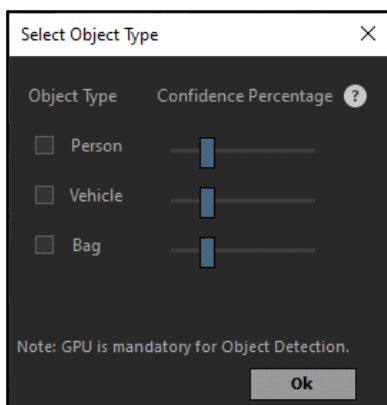 Select Object Type
Object Type Confidence Percentage ?
Person
Vehicle
Bag
Note: GPU is mandatory for Object Detection.
Ok